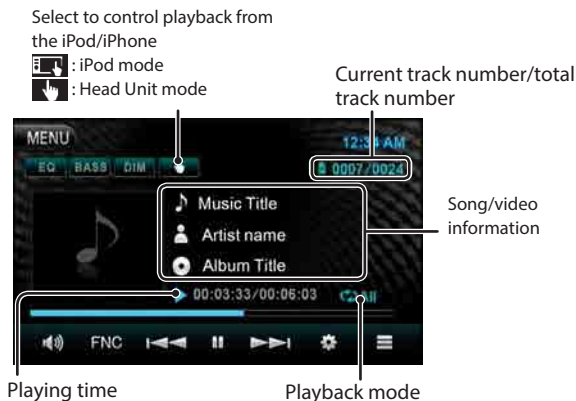 Select to control playback from
the iPod/iPhone
: iPod mode
: Head Unit mode
Current track number/total
track number
MENU
12:34 AM
EQ BASS DIM
0007/0024
Music Title
Artist name
Album Title
Song/video
information
00:03:33/00:06:03
All
FNC
Playing time
Playback mode